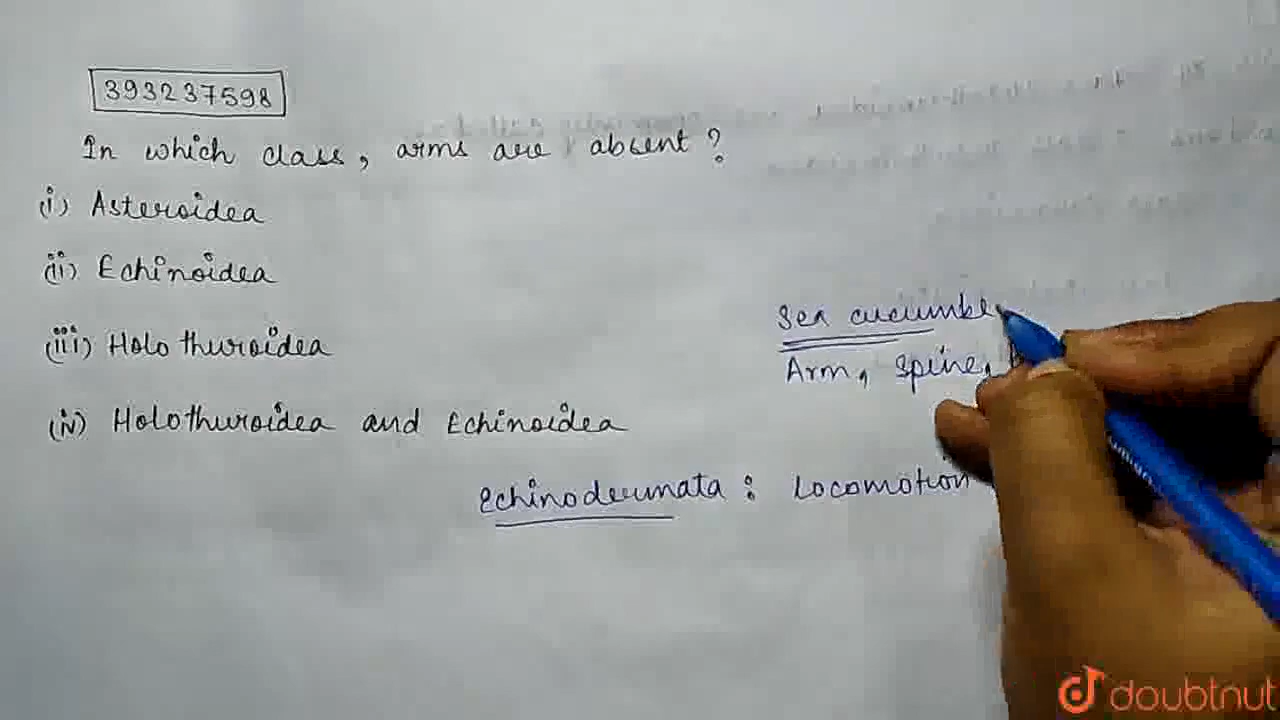 393237598
In which class, arms are absent?
(i) Asteroidea
(ii) Echinoidea
(iii) Holothuroidea
(iv) Holothuroidea and Echinoidea
Sea cucumbe
Arm, spine,
Echinodermata : Locomotion
doubtnut